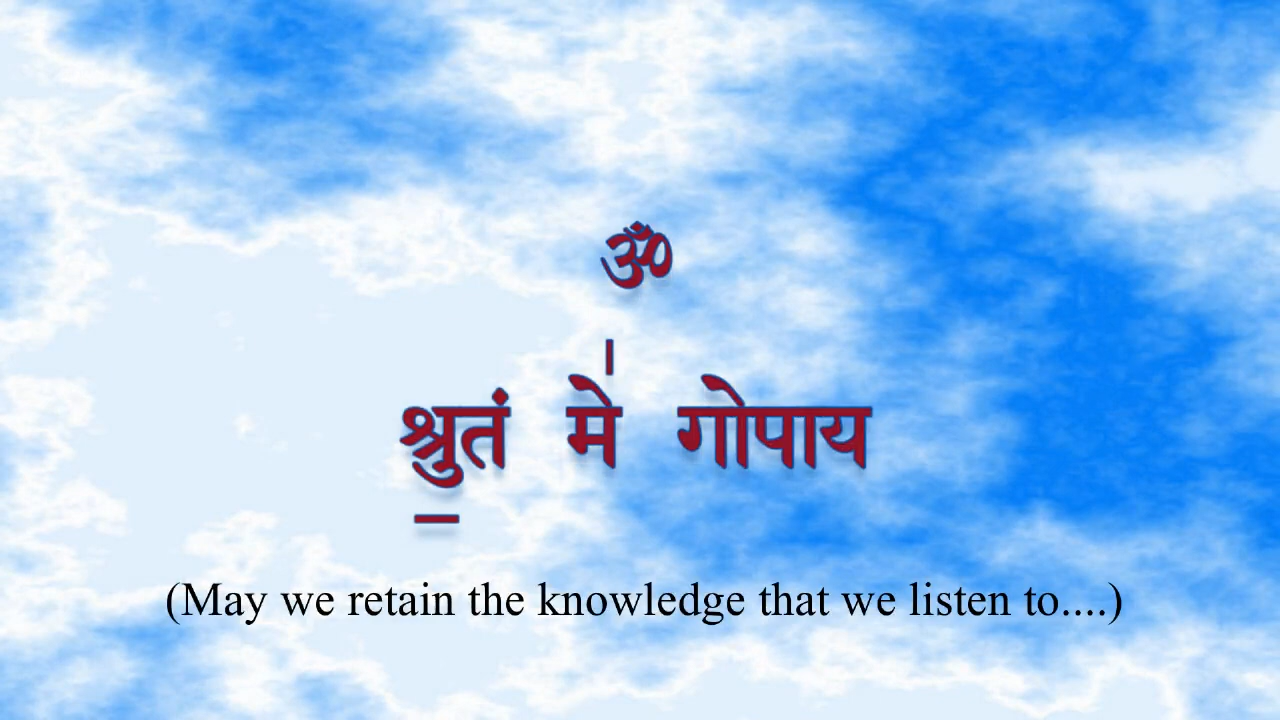 ॐ
श्रु॒तं मे॑ गोपाय
(May we retain the knowledge that we listen to....)